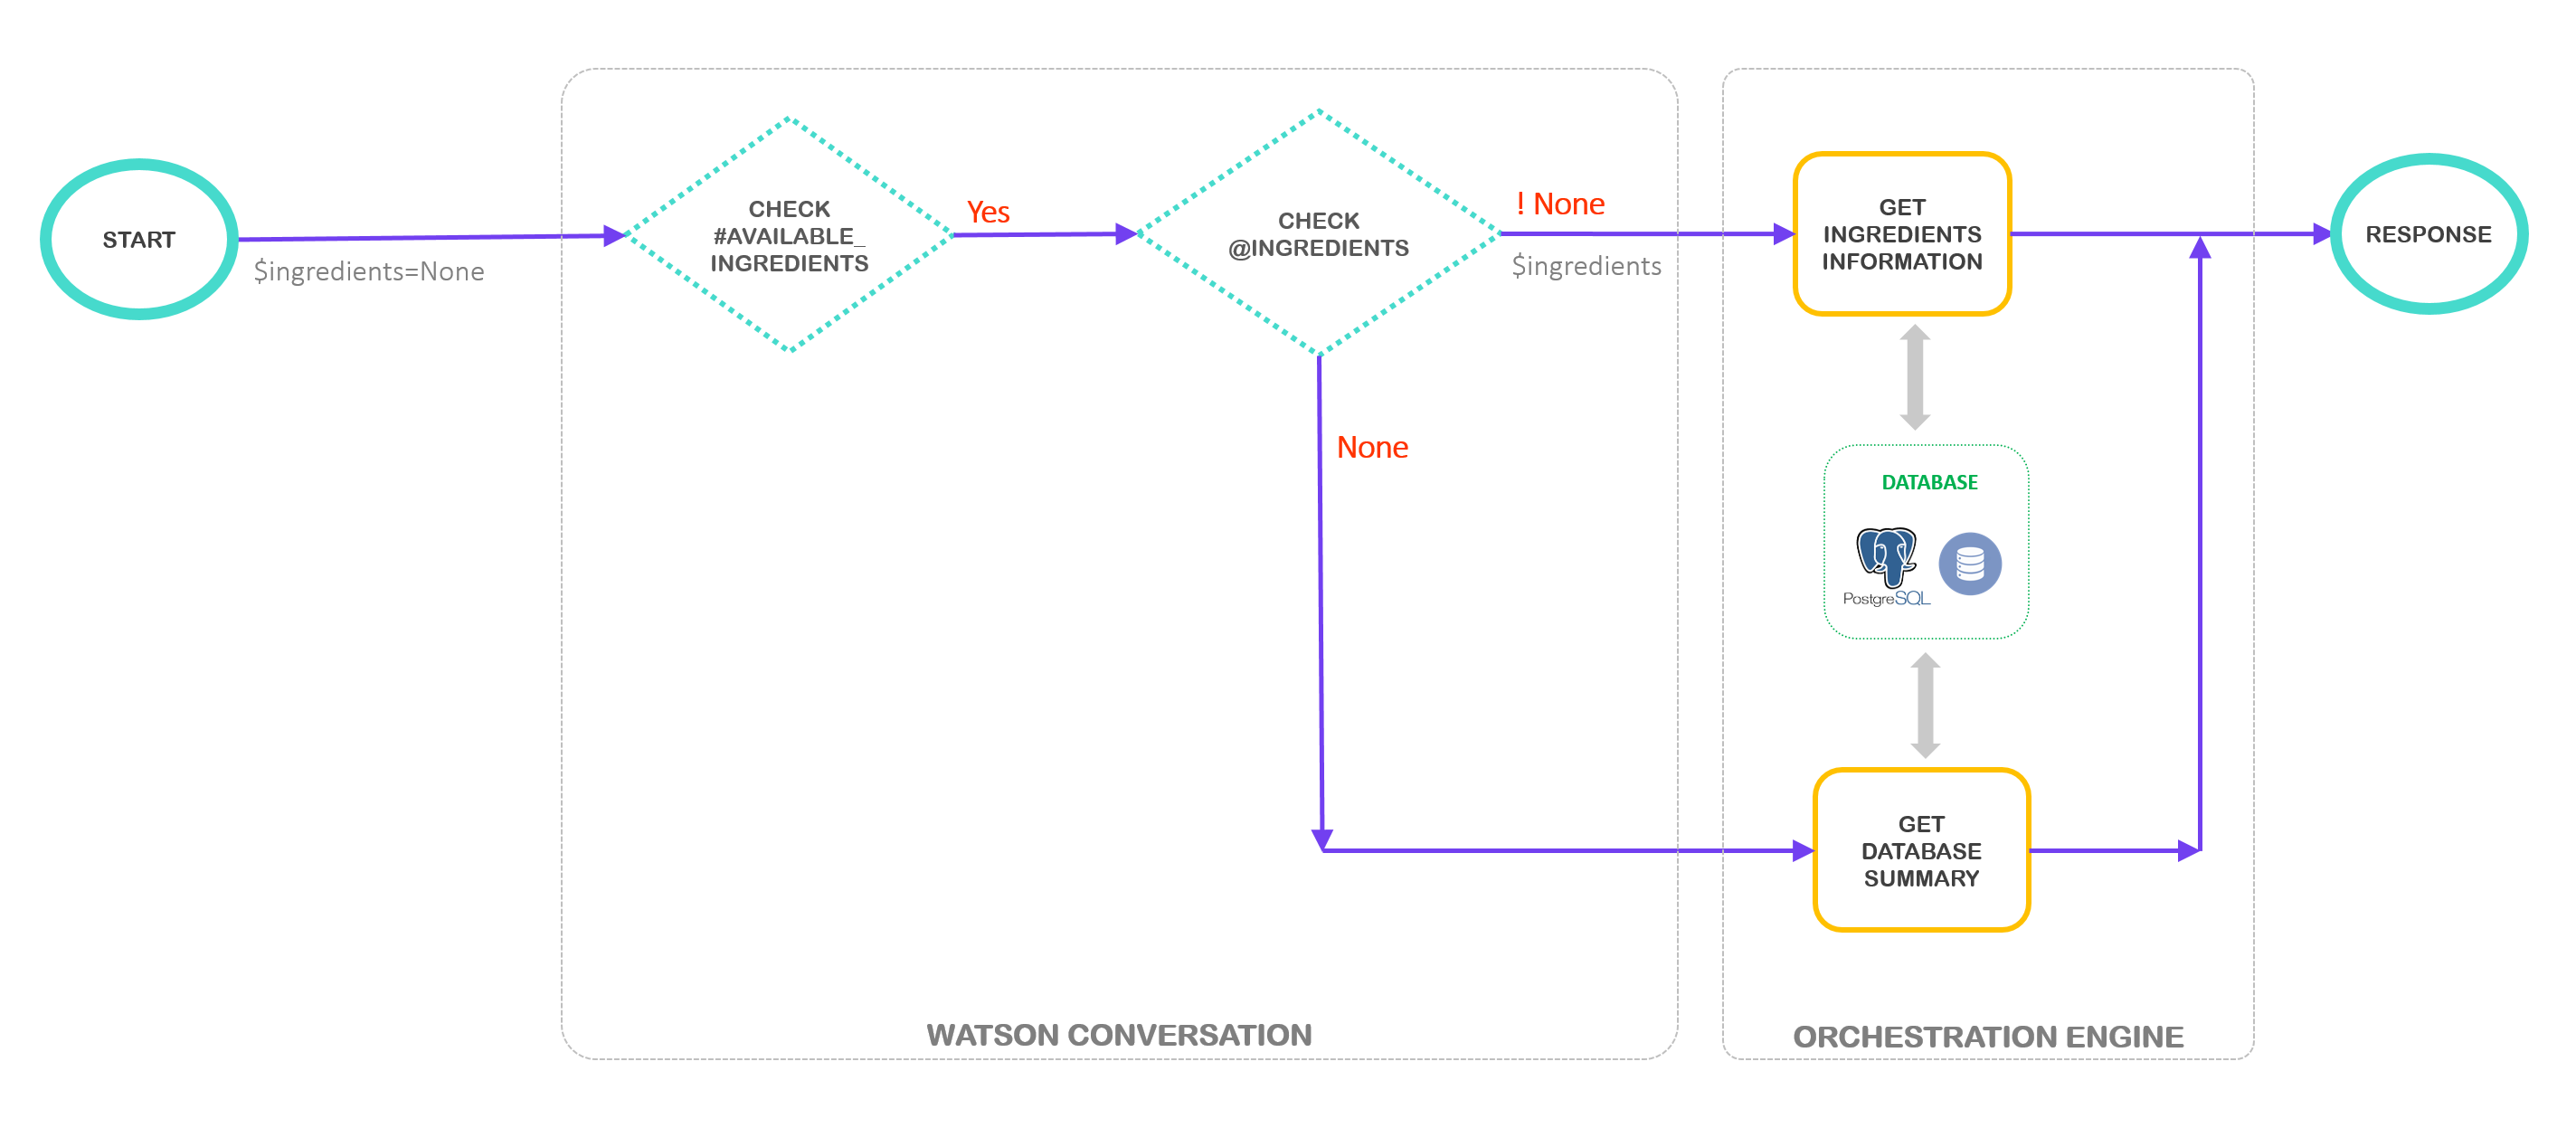 START
$ingredients=None
CHECK
#AVAILABLE_
INGREDIENTS
Yes
CHECK
@INGREDIENTS
! None
$ingredients
None
GET
INGREDIENTS
INFORMATION
RESPONSE
DATABASE
PostgreSQL
GET
DATABASE
SUMMARY
WATSON CONVERSATION
ORCHESTRATION ENGINE